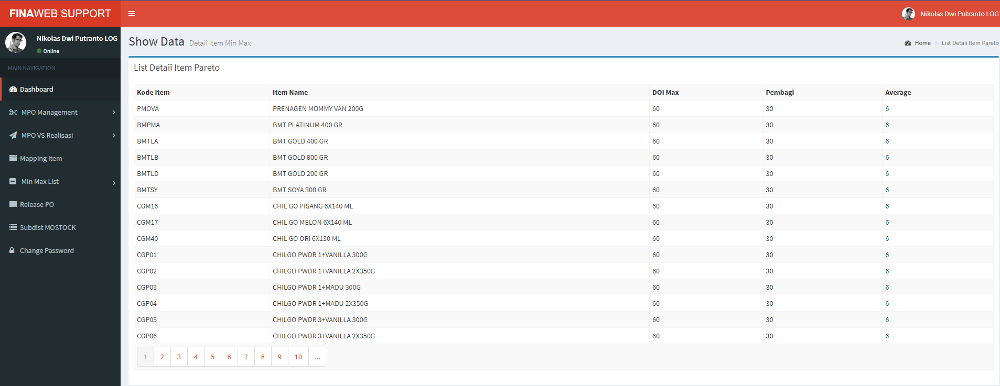 FINAWEB SUPPORT
Nikolas Dwi Putranto LOG
Nikolas Dwi Putranto LOG
Online
MAIN NAVIGATION
Dashboard
MPO Management
MPO VS Realisasi
Mapping Item
Min Max List
Release PO
Subdist MOSTOCK
Change Password
Show Data Detaii Item Min Max
Home > List Detaii Item Pareto
List Detaii Item Pareto
Kode Item Item Name DOI Max Pembagi Average
PMOVA PRENAGEN MOMMY VAN 200G 60 30 6
BMPMA BMT PLATINUM 400 GR 60 30 6
BMTLA BMT GOLD 400 GR 60 30 6
BMTLB BMT GOLD 800 GR 60 30 6
BMTLD BMT GOLD 200 GR 60 30 6
BMTSY BMT SOYA 300 GR 60 30 6
CGM16 CHIL GO PISANG 6X140 ML 60 30 6
CGM17 CHIL GO MELON 6X140 ML 60 30 6
CGM40 CHIL GO ORI 6X130 ML 60 30 6
CGP01 CHILGO PWDR 1+VANILLA 300G 60 30 6
CGP02 CHILGO PWDR 1+VANILLA 2X350G 60 30 6
CGP03 CHILGO PWDR 1+MADU 300G 60 30 6
CGP04 CHILGO PWDR 1+MADU 2X350G 60 30 6
CGP05 CHILGO PWDR 3+VANILLA 300G 60 30 6
CGP06 CHILGO PWDR 3+VANILLA 2X350G 60 30 6
1 2 3 4 5 6 7 8 9 10 ...